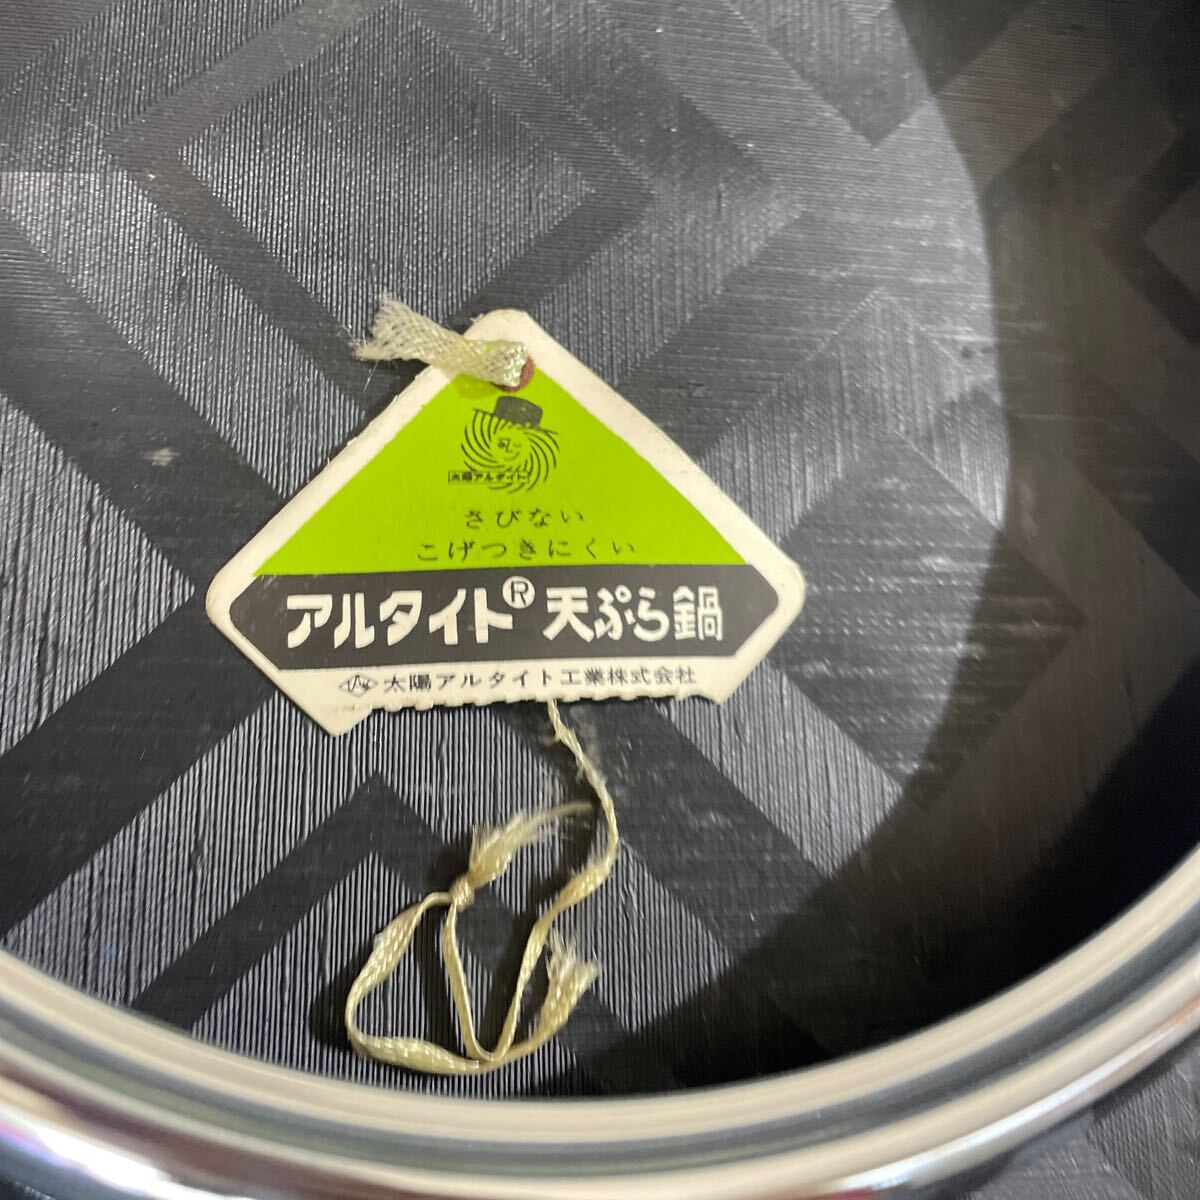 太陽アルタイト
さびない
こげつきにくい
アルタイト® 天ぷら鍋
太陽アルタイト工業株式会社